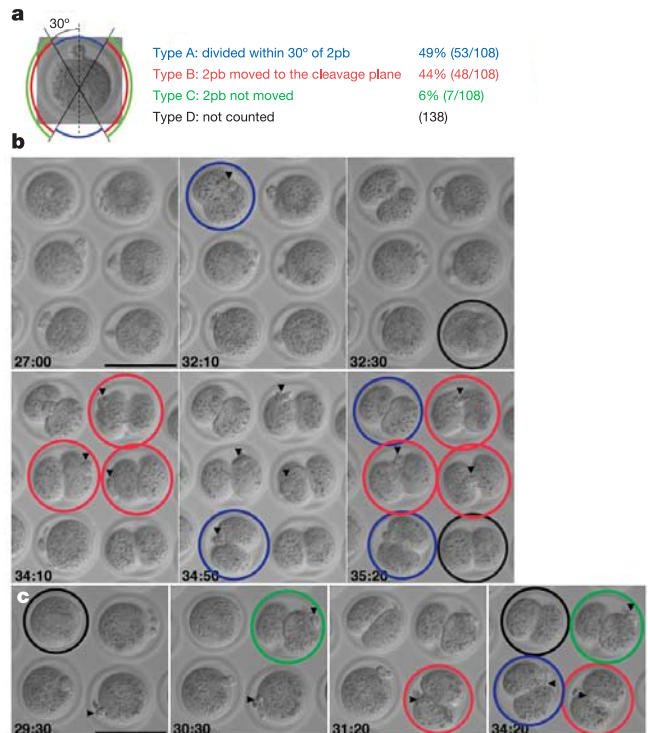 a
30º
Type A: divided within 30º of 2pb 49% (53/108)
Type B: 2pb moved to the cleavage plane 44% (48/108)
Type C: 2pb not moved 6% (7/108)
Type D: not counted (138)
b
27:00
32:10
32:30
34:10
34:50
35:20
c
29:30
30:30
31:20
34:20